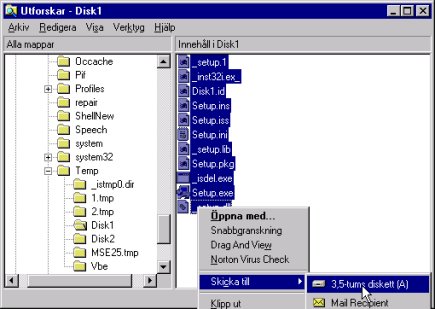 Utforskar - Disk1
Arkiv Redigera Visa Verktyg Hjälp
Alla mappar
Innehåll i Disk1
Occache
Pif
Profiles
repair
ShellNew
Speech
system
system32
Temp
_istmp0.dir
1.tmp
2.tmp
Disk1
Disk2
MSE25.tmp
Vbe
_setup.1
_inst32i.ex_
Disk1.id
Setup.ins
Setup.iss
Setup.ini
_setup.lib
Setup.pkg
_isdel.exe
Setup.exe
Öppna med...
Snabbgranskning
Drag And View
Norton Virus Check
Skicka till
Klipp ut
3,5-tums diskett (A)
Mail Recipient